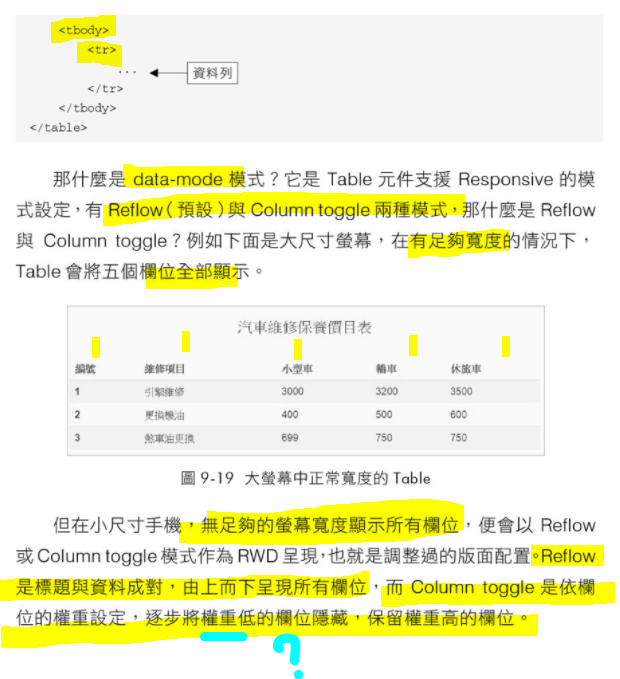 <tbody>
<tr>
... 資料列
</tr>
</tbody>
</table>
那什麼是 data-mode 模式？它是 Table 元件支援 Responsive 的模
式設定，有 Reflow（預設）與 Column toggle 兩種模式，那什麼是 Reflow
與 Column toggle？例如下面是大尺寸螢幕，在有足夠寬度的情況下，
Table 會將五個欄位全部顯示。
汽車維修保養價目表
編號 維修項目 小型車 轎車 休旅車
1 引擎維修 3000 3200 3500
2 更換機油 400 500 600
3 煞車油更換 699 750 750
圖 9-19 大螢幕中正常寬度的 Table
但在小尺寸手機，無足夠的螢幕寬度顯示所有欄位，便會以 Reflow
或 Column toggle 模式作為 RWD 呈現，也就是調整過的版面配置。Reflow
是標題與資料成對，由上而下呈現所有欄位，而 Column toggle 是依欄
位的權重設定，逐步將權重低的欄位隱藏，保留權重高的欄位。
?